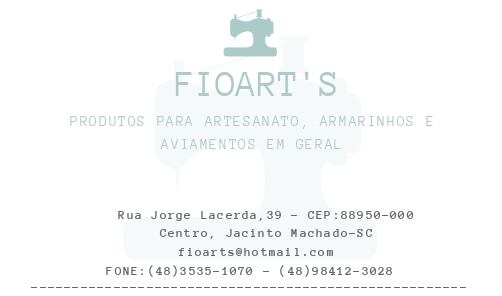 FIOART'S
PRODUTOS PARA ARTESANATO, ARMARINHOS E
AVIAMENTOS EM GERAL
Rua Jorge Lacerda,39 - CEP:88950-000
Centro, Jacinto Machado-SC
fioarts@hotmail.com
FONE:(48)3535-1070 - (48)98412-3028